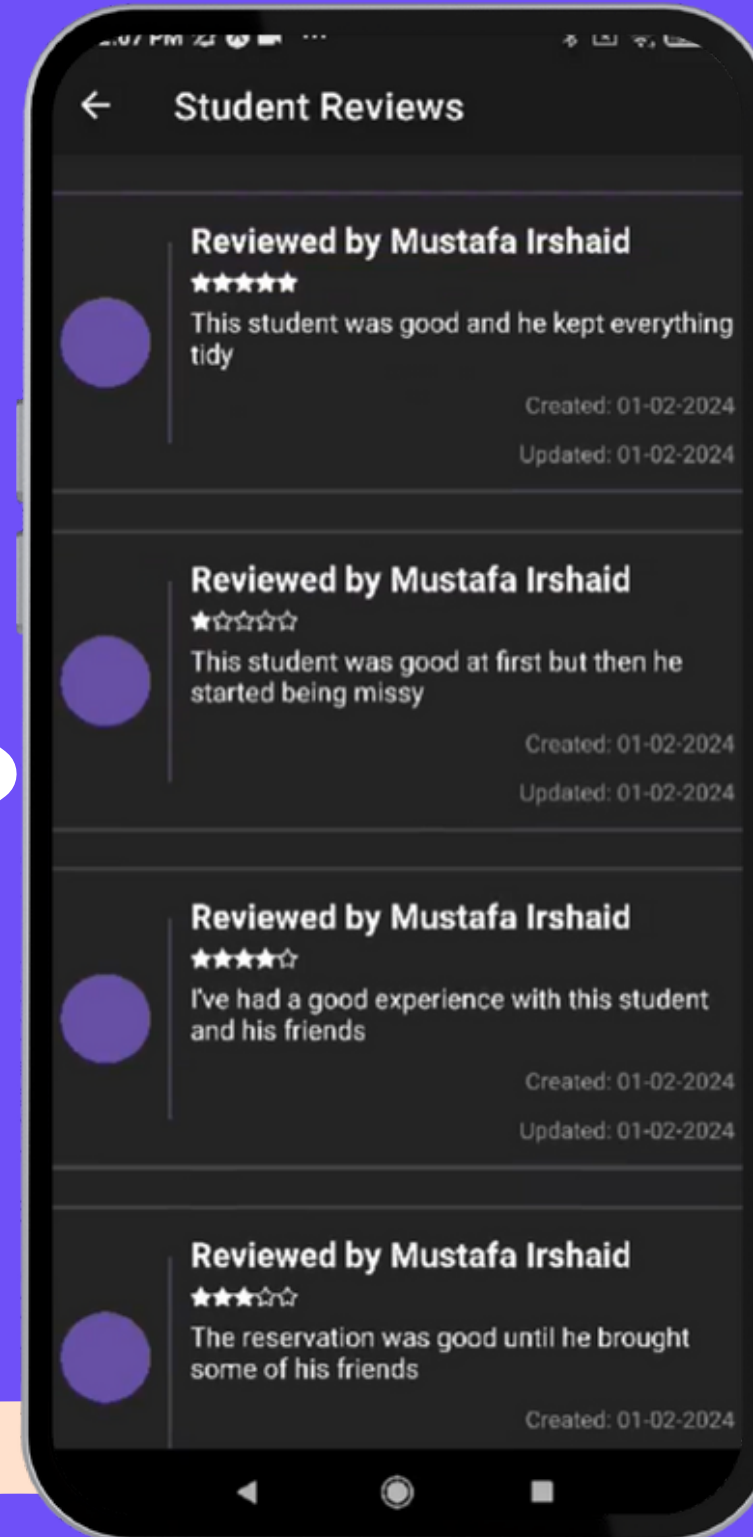 Student Reviews
Reviewed by Mustafa Irshaid
This student was good and he kept everything
tidy
Created: 01-02-2024
Updated: 01-02-2024
Reviewed by Mustafa Irshaid
This student was good at first but then he
started being missy
Created: 01-02-2024
Updated: 01-02-2024
Reviewed by Mustafa Irshaid
I've had a good experience with this student
and his friends
Created: 01-02-2024
Updated: 01-02-2024
Reviewed by Mustafa Irshaid
The reservation was good until he brought
some of his friends
Created: 01-02-2024